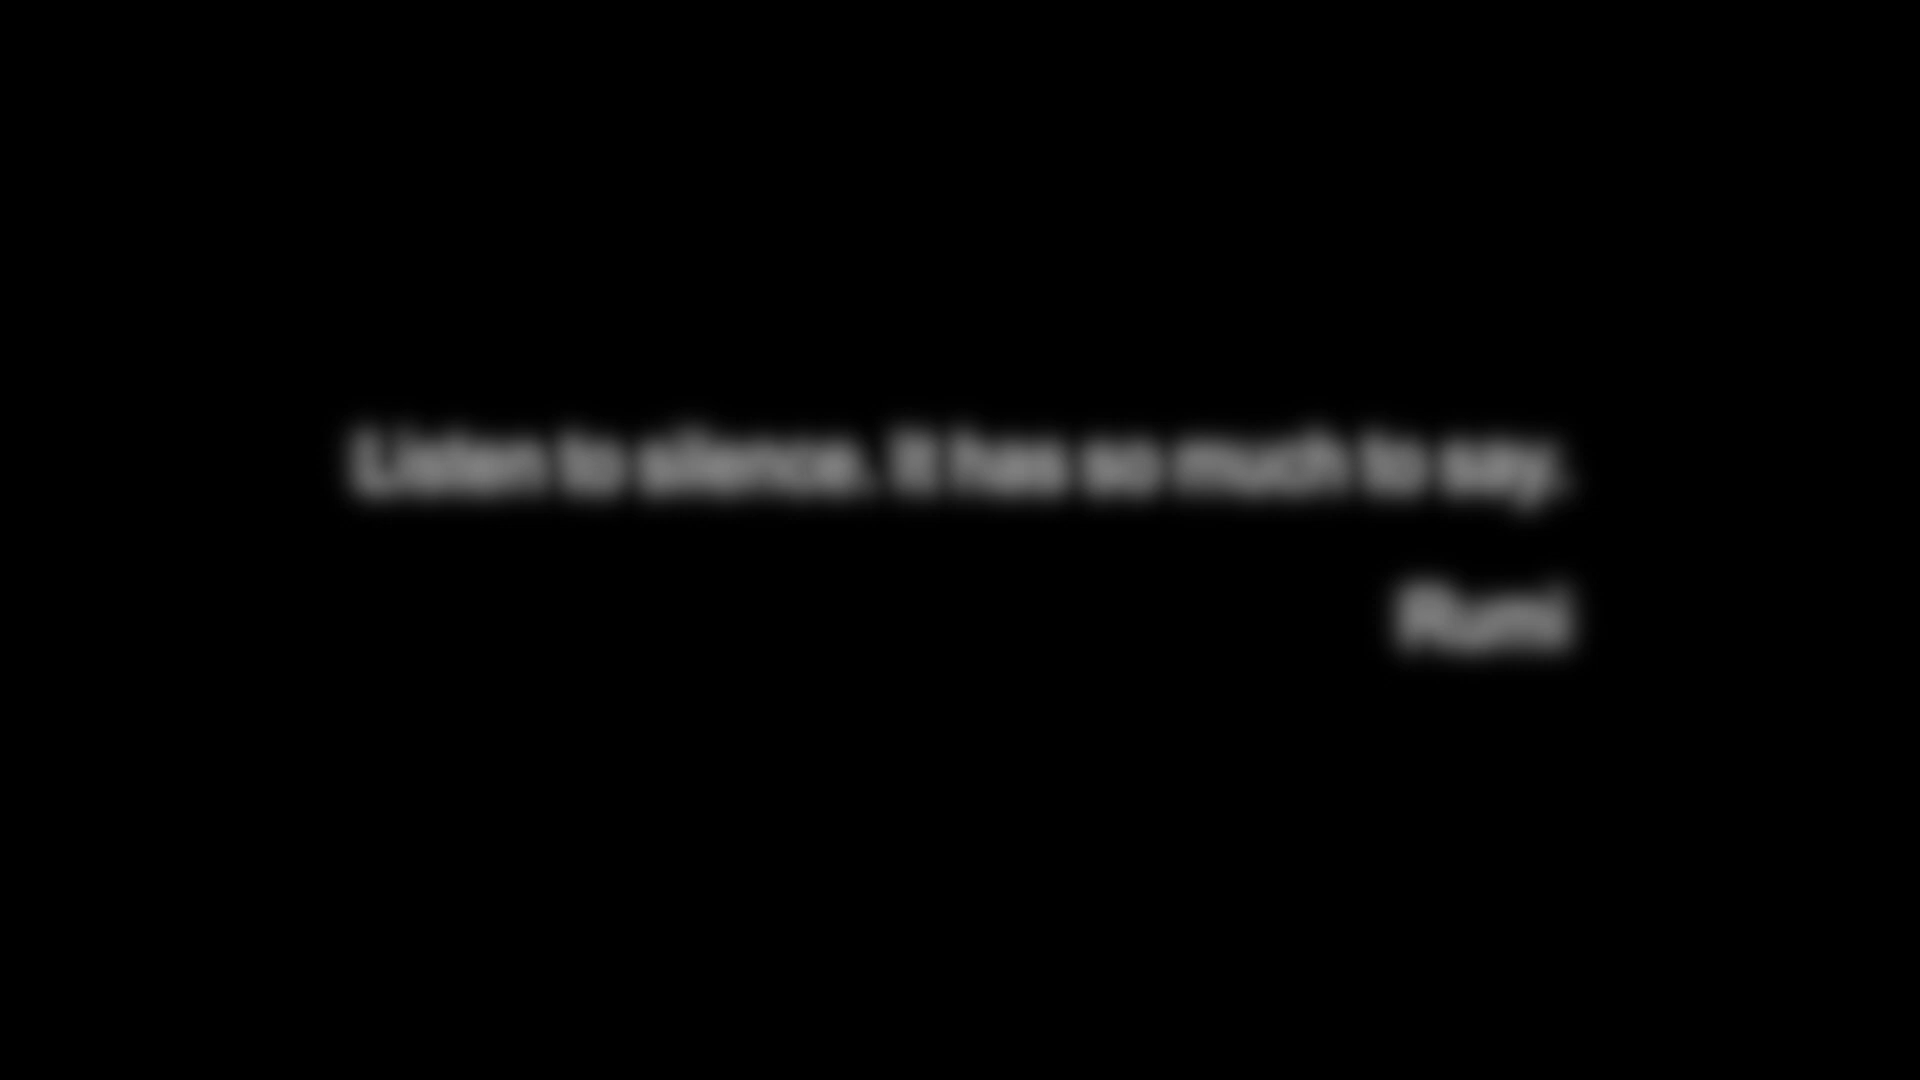 Listen to silence. It has so much to say.
Rumi